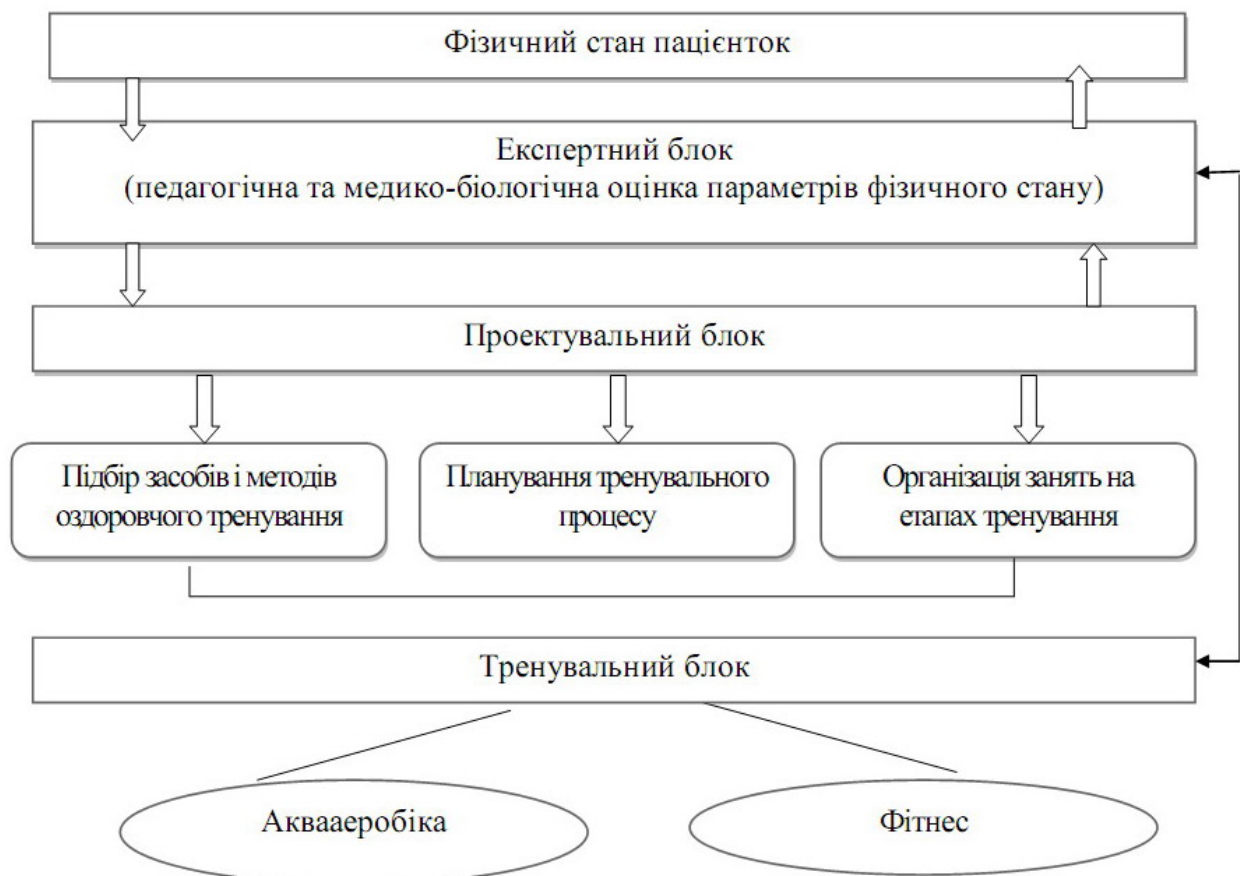 Фізичний стан пацієнток
Експертний блок
(педагогічна та медико-біологічна оцінка параметрів фізичного стану)
Проектувальний блок
Підбір засобів і методів
оздоровчого тренування
Планування тренувального
процесу
Організація занять на
етапах тренування
Тренувальний блок
Аквааеробіка
Фітнес